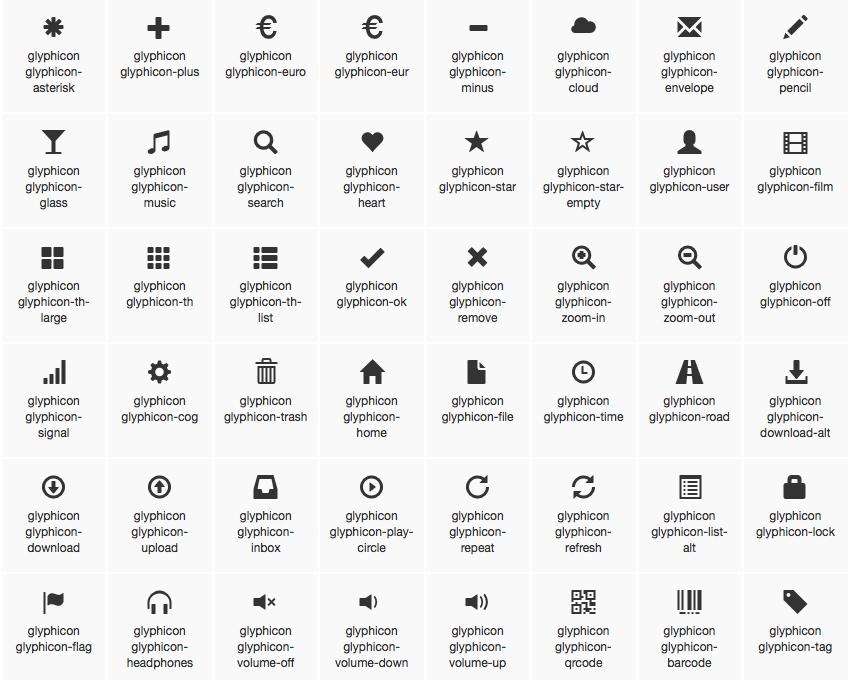 glyphicon
glyphicon-
asterisk
glyphicon
glyphicon-plus
glyphicon
glyphicon-euro
glyphicon
glyphicon-eur
glyphicon
glyphicon-
minus
glyphicon
glyphicon-
cloud
glyphicon
glyphicon-
envelope
glyphicon
glyphicon-
pencil
glyphicon
glyphicon-
glass
glyphicon
glyphicon-
music
glyphicon
glyphicon-
search
glyphicon
glyphicon-
heart
glyphicon
glyphicon-star
glyphicon
glyphicon-star-
empty
glyphicon
glyphicon-user
glyphicon
glyphicon-film
glyphicon
glyphicon-th-
large
glyphicon
glyphicon-th
glyphicon
glyphicon-th-
list
glyphicon
glyphicon-ok
glyphicon
glyphicon-
remove
glyphicon
glyphicon-
zoom-in
glyphicon
glyphicon-
zoom-out
glyphicon
glyphicon-off
glyphicon
glyphicon-
signal
glyphicon
glyphicon-cog
glyphicon
glyphicon-trash
glyphicon
glyphicon-
home
glyphicon
glyphicon-file
glyphicon
glyphicon-time
glyphicon
glyphicon-road
glyphicon
glyphicon-
download-alt
glyphicon
glyphicon-
download
glyphicon
glyphicon-
upload
glyphicon
glyphicon-
inbox
glyphicon
glyphicon-play-
circle
glyphicon
glyphicon-
repeat
glyphicon
glyphicon-
refresh
glyphicon
glyphicon-list-
alt
glyphicon
glyphicon-lock
glyphicon
glyphicon-flag
glyphicon
glyphicon-
headphones
glyphicon
glyphicon-
volume-off
glyphicon
glyphicon-
volume-down
glyphicon
glyphicon-
volume-up
glyphicon
glyphicon-
qrcode
glyphicon
glyphicon-
barcode
glyphicon
glyphicon-tag